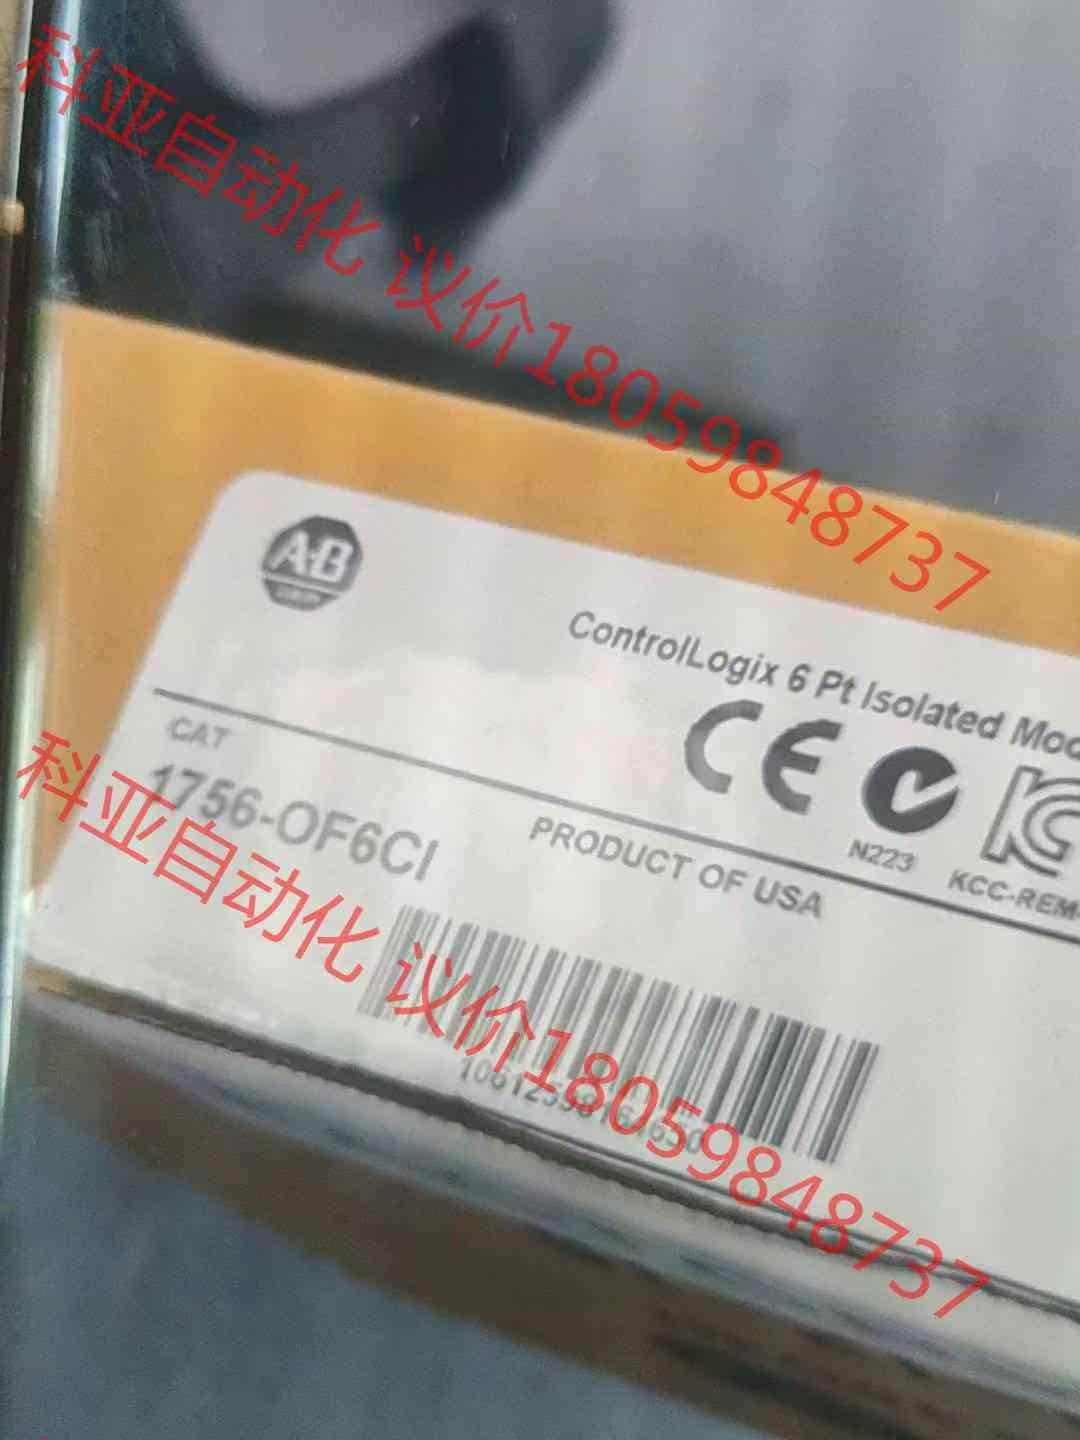 科亚自动化 议价18059848737
A·B
ControlLogix 6 Pt Isolated
CAT
1756-OF6CI
PRODUCT OF USA
CE
N223
KCC-REM-
科亚自动化 议价18059848737